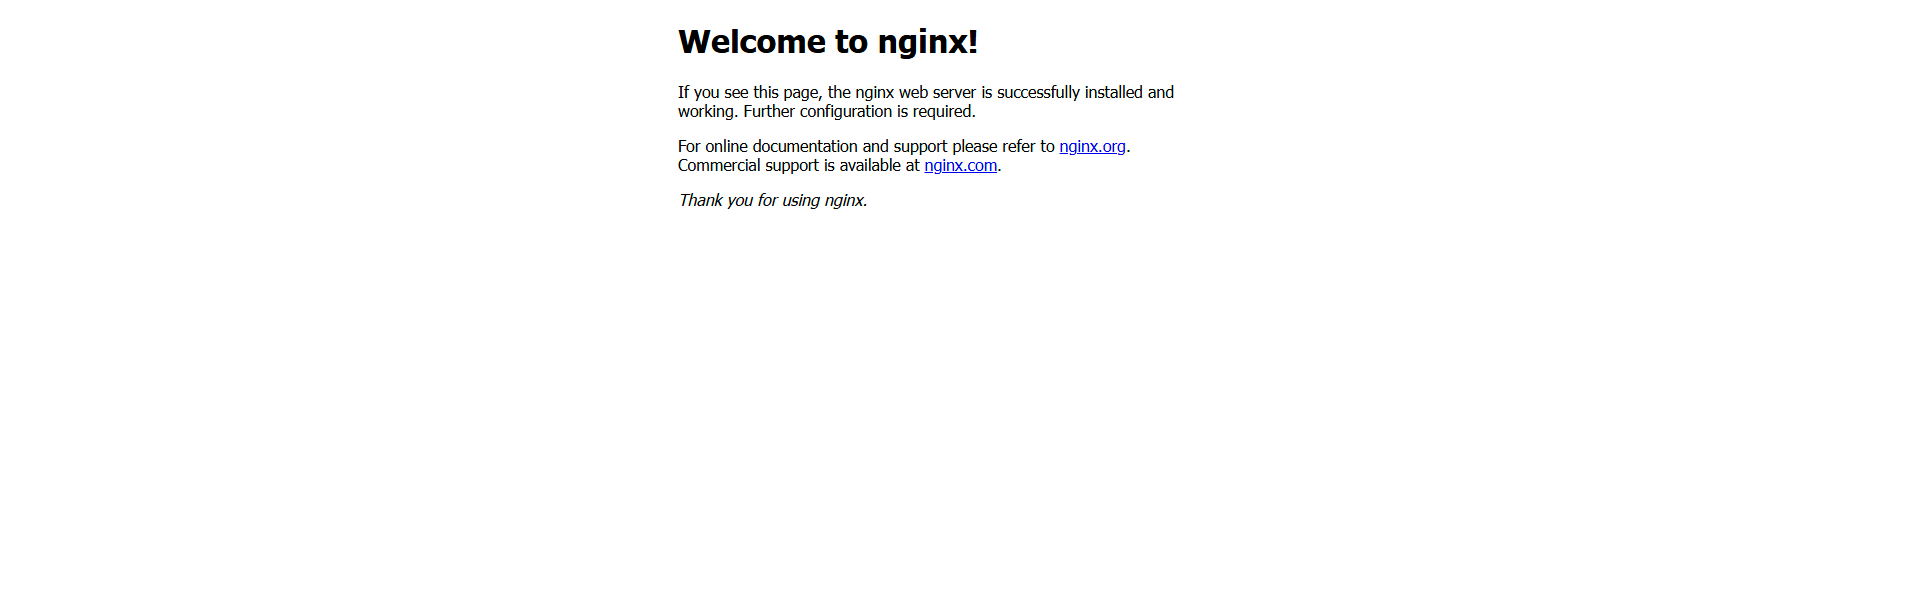 Welcome to nginx!
If you see this page, the nginx web server is successfully installed and
working. Further configuration is required.
For online documentation and support please refer to nginx.org.
Commercial support is available at nginx.com.
Thank you for using nginx.